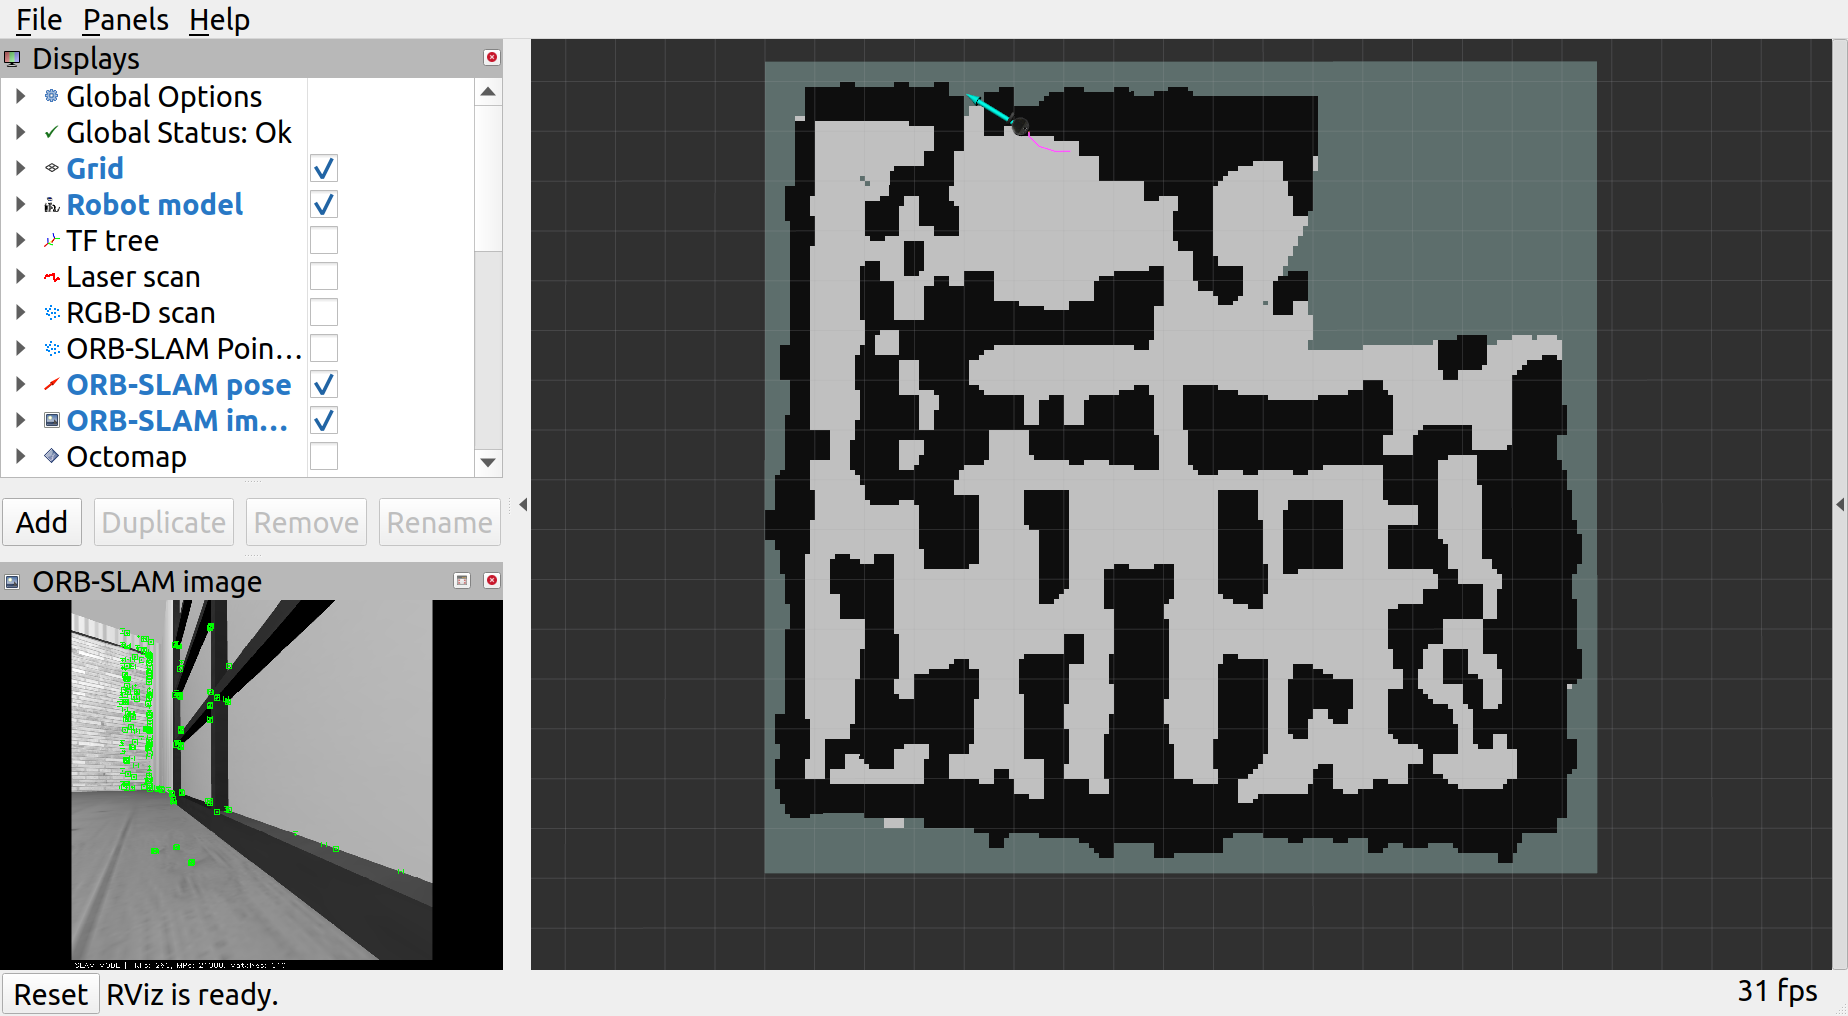 File Panels Help
Displays
Global Options
Global Status: Ok
Grid
Robot model
TF tree
Laser scan
RGB-D scan
ORB-SLAM Poin...
ORB-SLAM pose
ORB-SLAM im...
Octomap
Add Duplicate Remove Rename
ORB-SLAM image
SLAM MODE |
Reset RViz is ready.
31 fps